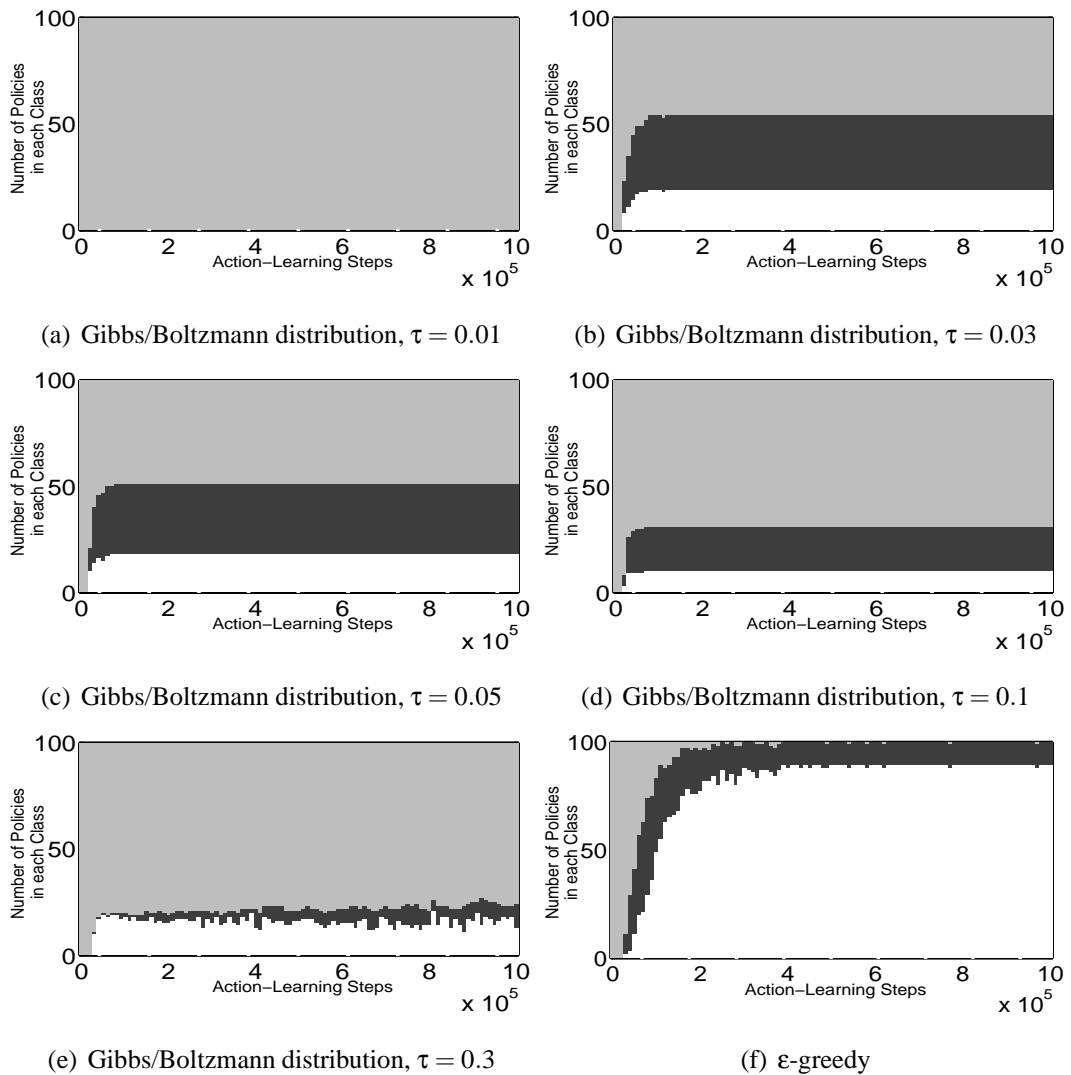 100
50
0
Number of Policies
in each Class
0 2 4 6 8 10
Action−Learning Steps
x 10^5
(a) Gibbs/Boltzmann distribution, τ = 0.01
100
50
0
Number of Policies
in each Class
0 2 4 6 8 10
Action−Learning Steps
x 10^5
(b) Gibbs/Boltzmann distribution, τ = 0.03
100
50
0
Number of Policies
in each Class
0 2 4 6 8 10
Action−Learning Steps
x 10^5
(c) Gibbs/Boltzmann distribution, τ = 0.05
100
50
0
Number of Policies
in each Class
0 2 4 6 8 10
Action−Learning Steps
x 10^5
(d) Gibbs/Boltzmann distribution, τ = 0.1
100
50
0
Number of Policies
in each Class
0 2 4 6 8 10
Action−Learning Steps
x 10^5
(e) Gibbs/Boltzmann distribution, τ = 0.3
100
50
0
Number of Policies
in each Class
0 2 4 6 8 10
Action−Learning Steps
x 10^5
(f) ε-greedy